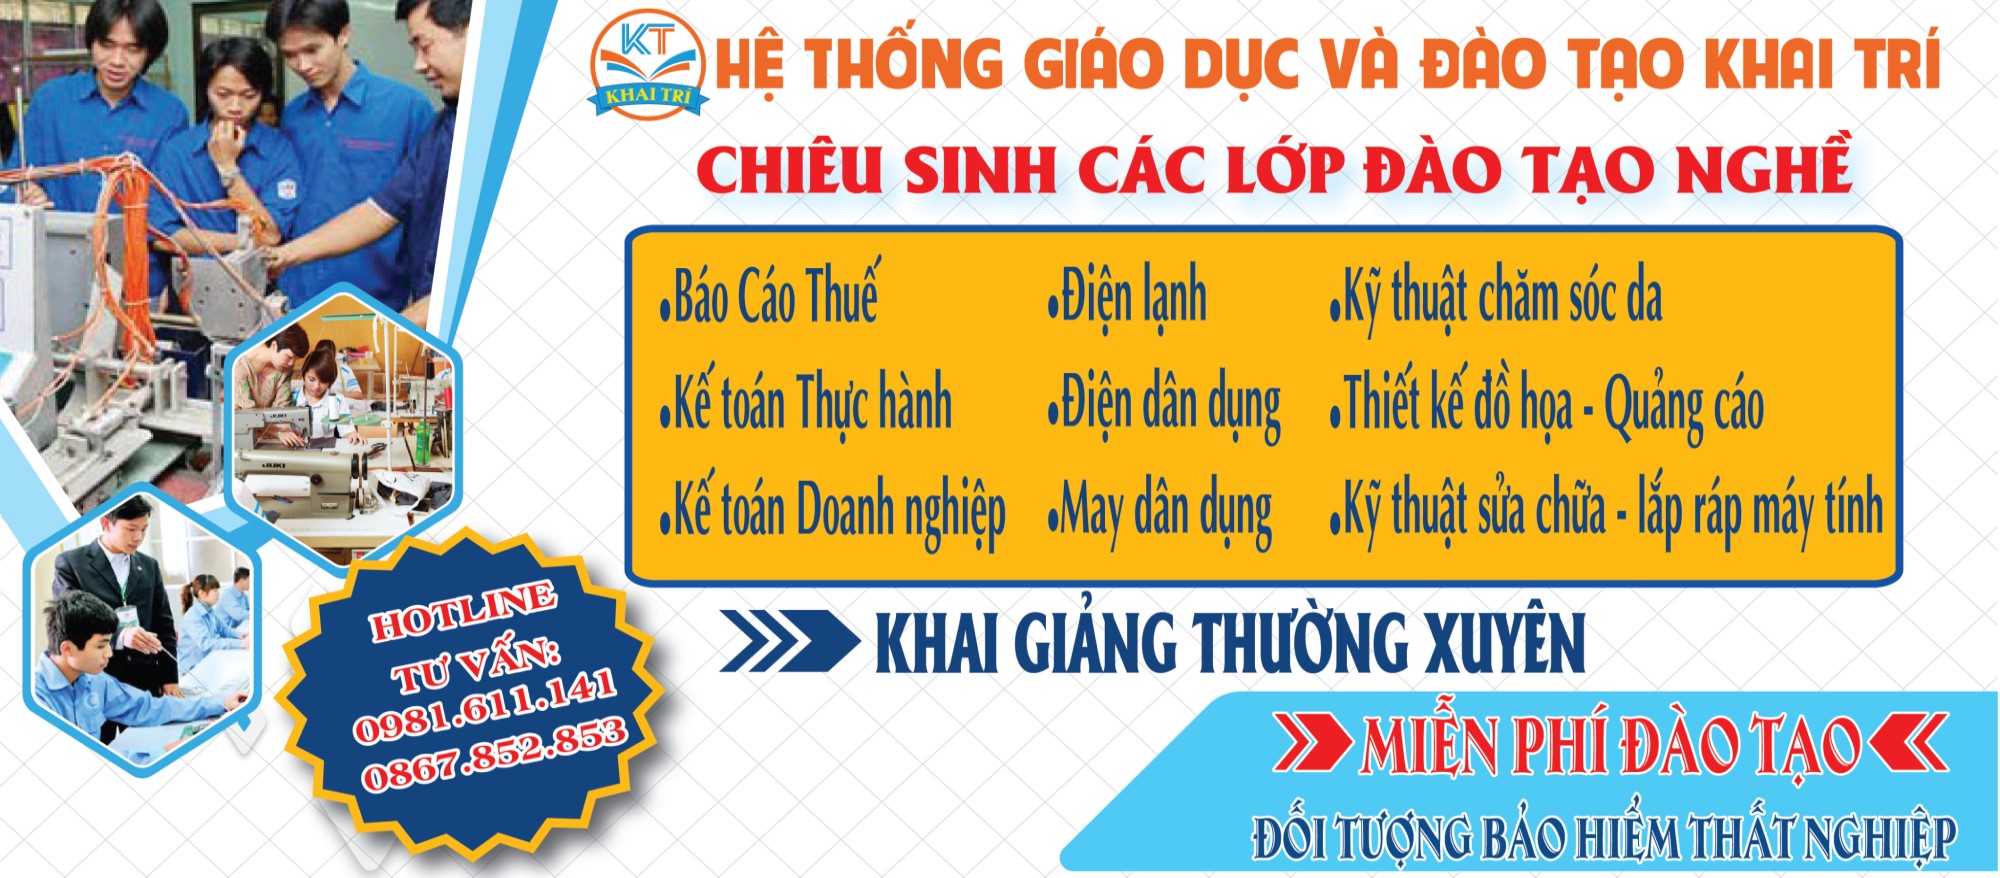 KT
KHAI TRÍ
HỆ THỐNG GIÁO DỤC VÀ ĐÀO TẠO KHAI TRÍ
CHIÊU SINH CÁC LỚP ĐÀO TẠO NGHỀ
•Báo Cáo Thuế
•Kế toán Thực hành
•Kế toán Doanh nghiệp
•Điện lạnh
•Điện dân dụng
•May dân dụng
•Kỹ thuật chăm sóc da
•Thiết kế đồ họa - Quảng cáo
•Kỹ thuật sửa chữa - lắp ráp máy tính
KHAI GIẢNG THƯỜNG XUYÊN
MIỄN PHÍ ĐÀO TẠO
ĐỐI TƯỢNG BẢO HIỂM THẤT NGHIỆP
HOTLINE
TƯ VẤN:
0981.611.141
0867.852.853
JUKI
JUKI